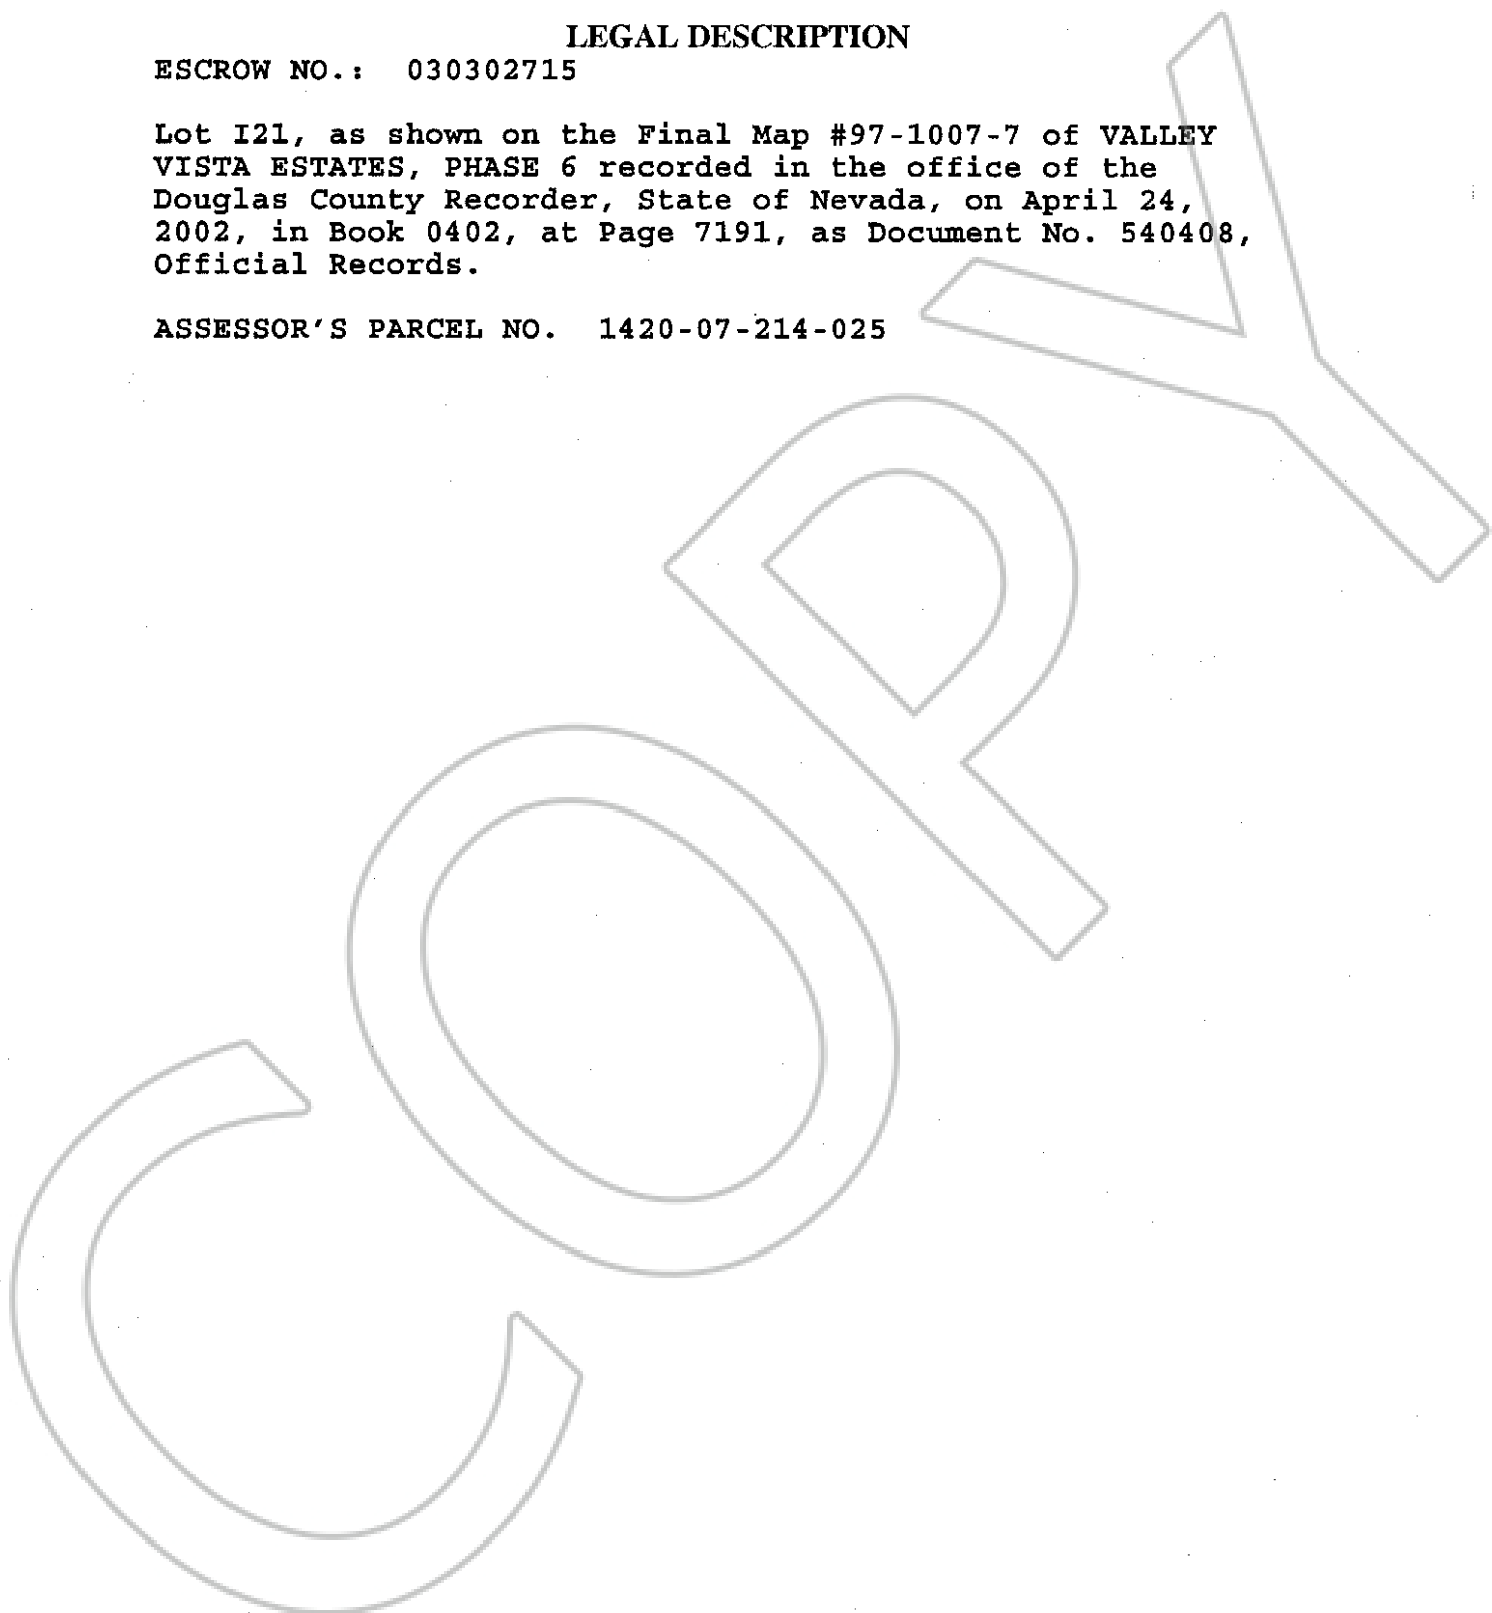 LEGAL DESCRIPTION
ESCROW NO.: 030302715
Lot I21, as shown on the Final Map #97-1007-7 of VALLEY
VISTA ESTATES, PHASE 6 recorded in the office of the
Douglas County Recorder, State of Nevada, on April 24,
2002, in Book 0402, at Page 7191, as Document No. 540408,
Official Records.
ASSESSOR'S PARCEL NO. 1420-07-214-025
COPY